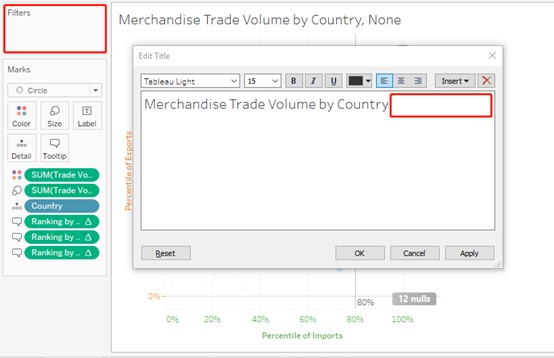 Filters
Marks
Circle
Color Size Label
Detail Tooltip
SUM(Trade Vo..
SUM(Trade Vo..
Country
Ranking by ..
Ranking by ..
Ranking by ..
Merchandise Trade Volume by Country, None
Edit Title
Tableau Light 15 B I U Insert
Merchandise Trade Volume by Country
Reset OK Cancel Apply
Percentile of Exports
0%
80%
12 nulls
0% 20% 40% 60% 80% 100%
Percentile of Imports